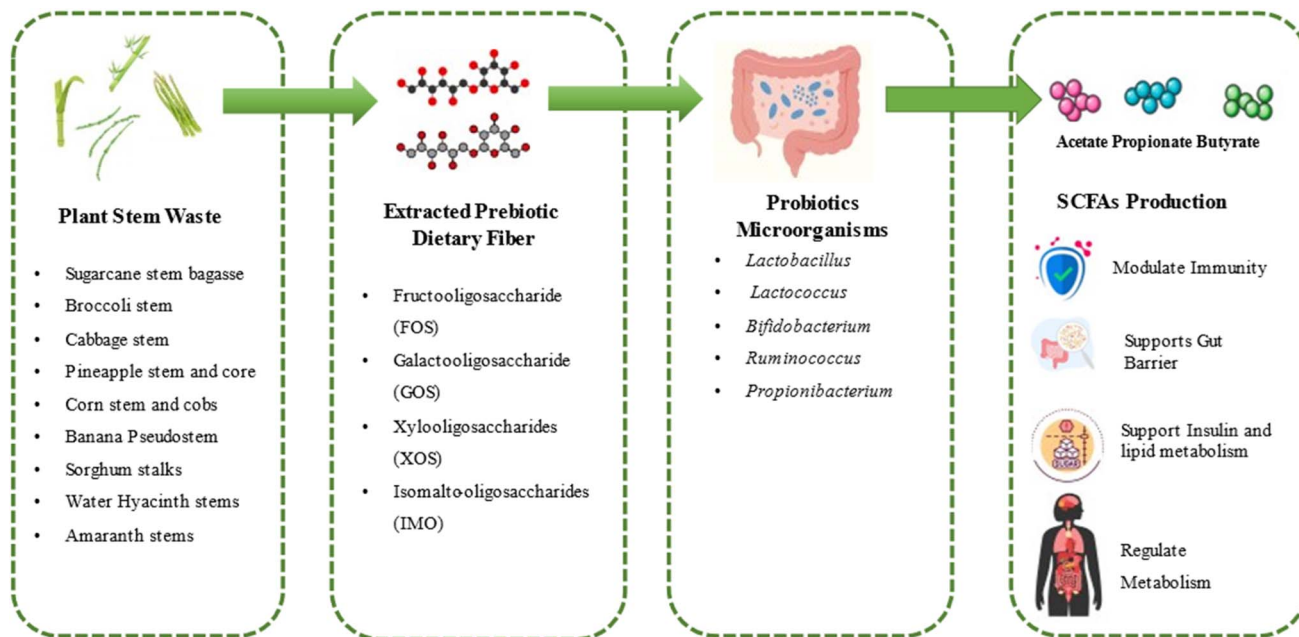 Plant Stem Waste
• Sugarcane stem bagasse
• Broccoli stem
• Cabbage stem
• Pineapple stem and core
• Corn stem and cobs
• Banana Pseudostem
• Sorghum stalks
• Water Hyacinth stems
• Amaranth stems
Extracted Prebiotic
Dietary Fiber
• Fructooligosaccharide
(FOS)
• Galactooligosaccharide
(GOS)
• Xylooligosaccharides
(XOS)
• Isomalto-oligosaccharides
(IMO)
Probiotics
Microorganisms
• Lactobacillus
• Lactococcus
• Bifidobacterium
• Ruminococcus
• Propionibacterium
Acetate Propionate Butyrate
SCFAs Production
Modulate Immunity
Supports Gut
Barrier
SUGAR
Support Insulin and
lipid metabolism
Regulate
Metabolism